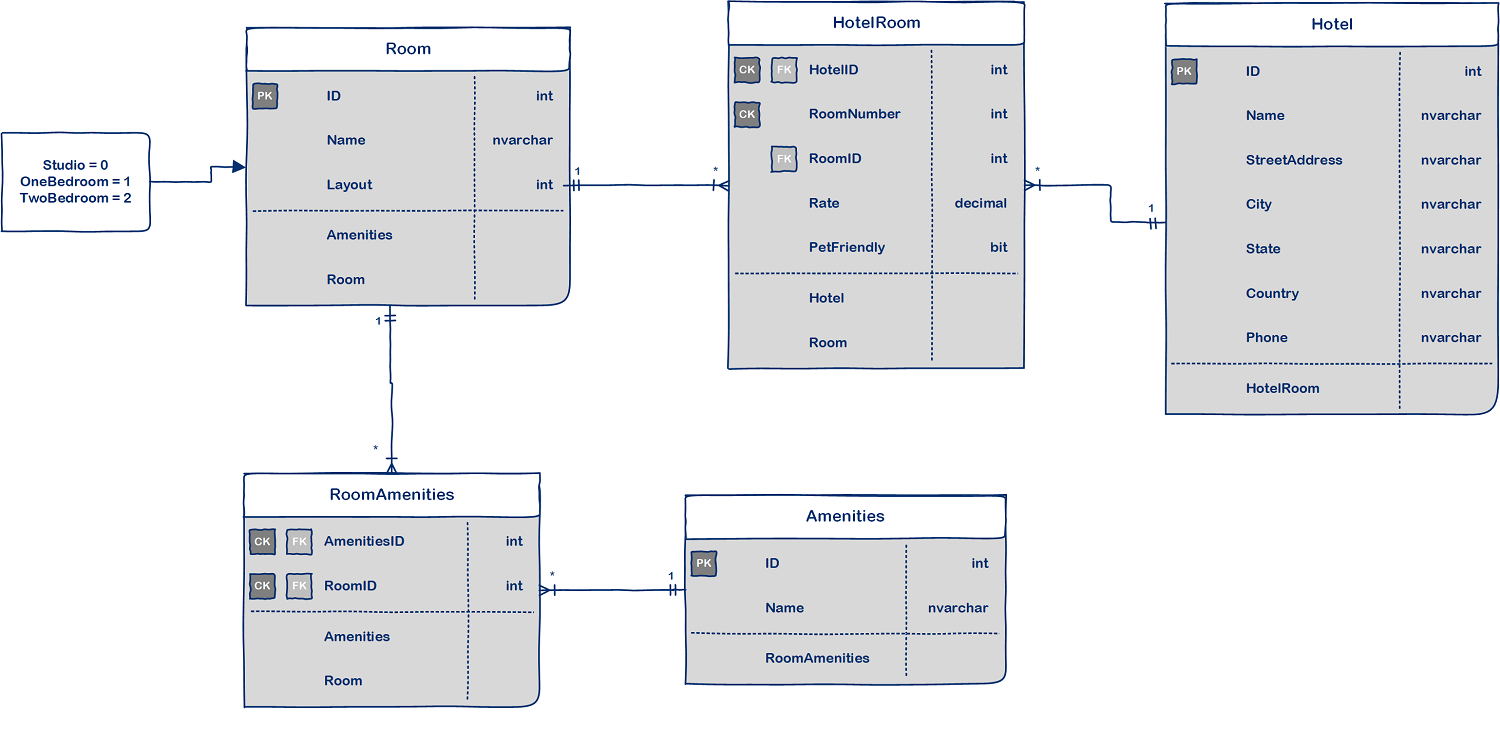 Studio = 0
OneBedroom = 1
TwoBedroom = 2
Room
PK ID int
Name nvarchar
Layout int
Amenities
Room
1
*
1
*
HotelRoom
CK FK HotelID int
CK RoomNumber int
FK RoomID int
Rate decimal
PetFriendly bit
Hotel
Room
*
1
Hotel
PK ID int
Name nvarchar
StreetAddress nvarchar
City nvarchar
State nvarchar
Country nvarchar
Phone nvarchar
HotelRoom
RoomAmenities
CK FK AmenitiesID int
CK FK RoomID int
Amenities
Room
*
1
Amenities
PK ID int
Name nvarchar
RoomAmenities